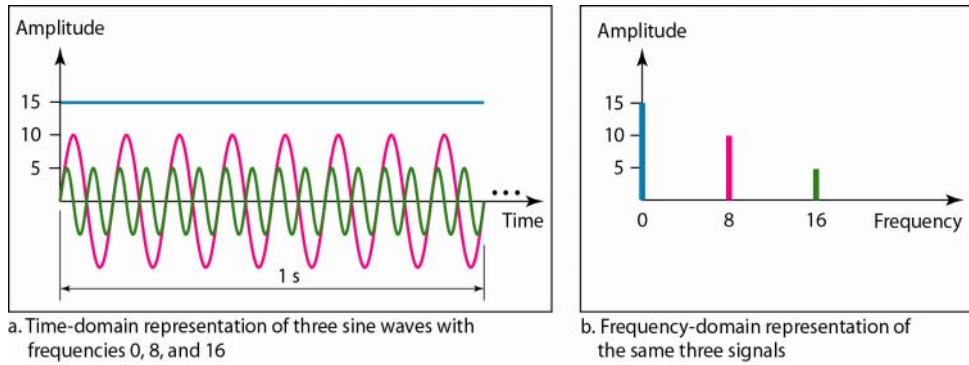 Amplitude
15
10
5
• • •
Time
1 s
a. Time-domain representation of three sine waves with
frequencies 0, 8, and 16
Amplitude
15
10
5
0 8 16 Frequency
b. Frequency-domain representation of
the same three signals